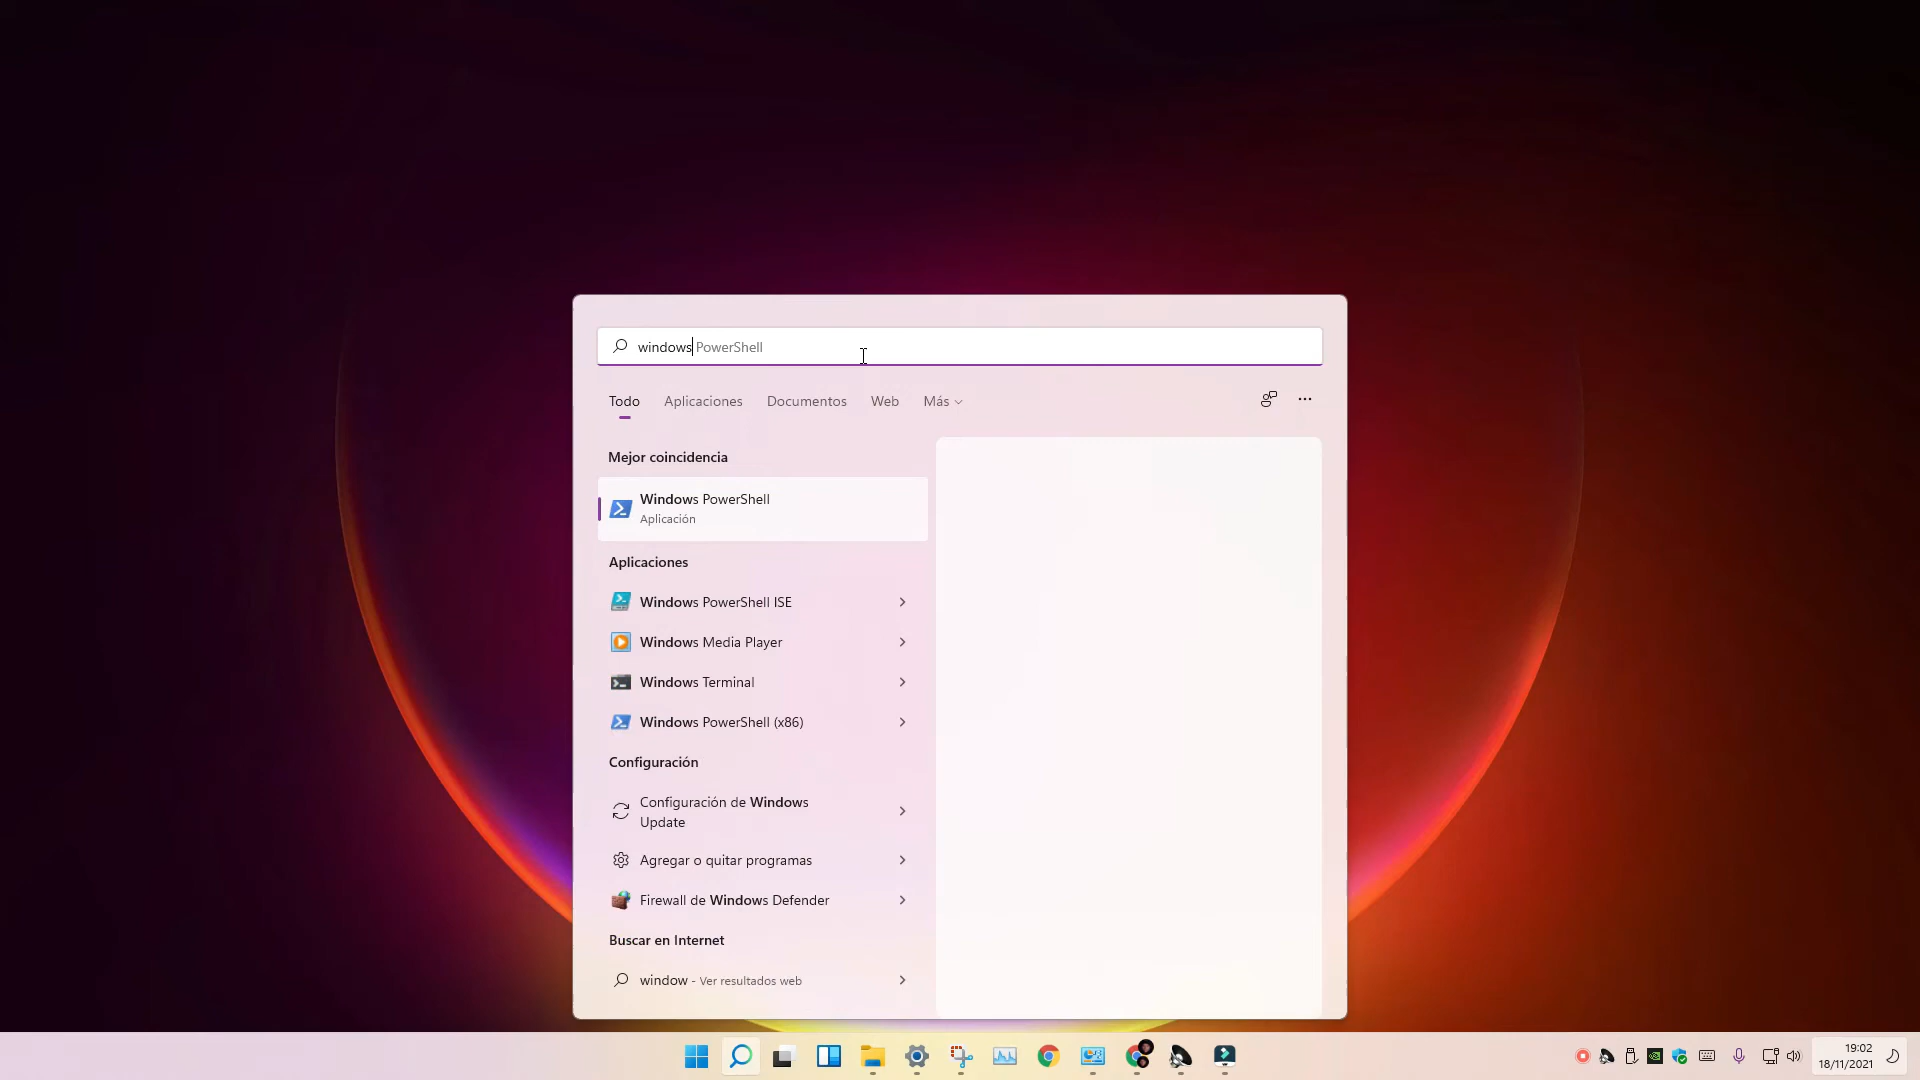 windows PowerShell
Todo Aplicaciones Documentos Web Más
Mejor coincidencia
Windows PowerShell
Aplicación
Aplicaciones
Windows PowerShell ISE
Windows Media Player
Windows Terminal
Windows PowerShell (x86)
Configuración
Configuración de Windows
Update
Agregar o quitar programas
Firewall de Windows Defender
Buscar en Internet
window - Ver resultados web
19:02
18/11/2021